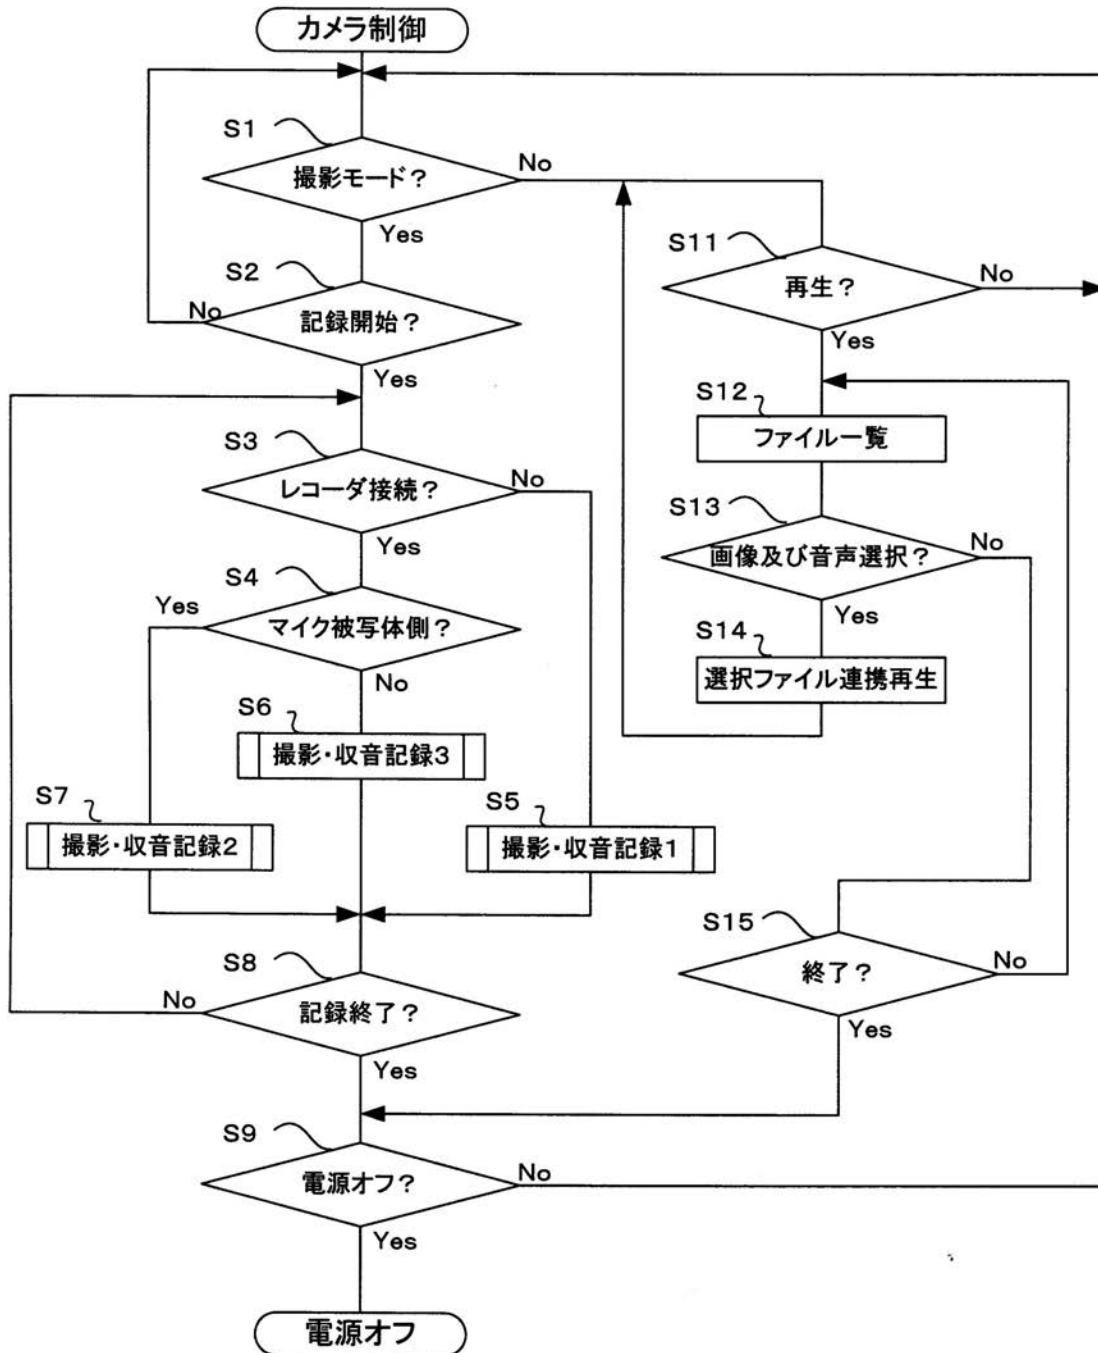 カメラ制御
S1
撮影モード？
No
Yes
S2
記録開始？
No
Yes
S3
レコーダ接続？
No
Yes
S4
マイク被写体側？
Yes
No
S6
撮影・収音記録3
S7
撮影・収音記録2
S5
撮影・収音記録1
S8
記録終了？
No
Yes
S9
電源オフ？
No
Yes
電源オフ
S11
再生？
No
Yes
S12
ファイル一覧
S13
画像及び音声選択？
No
Yes
S14
選択ファイル連携再生
S15
終了？
No
Yes